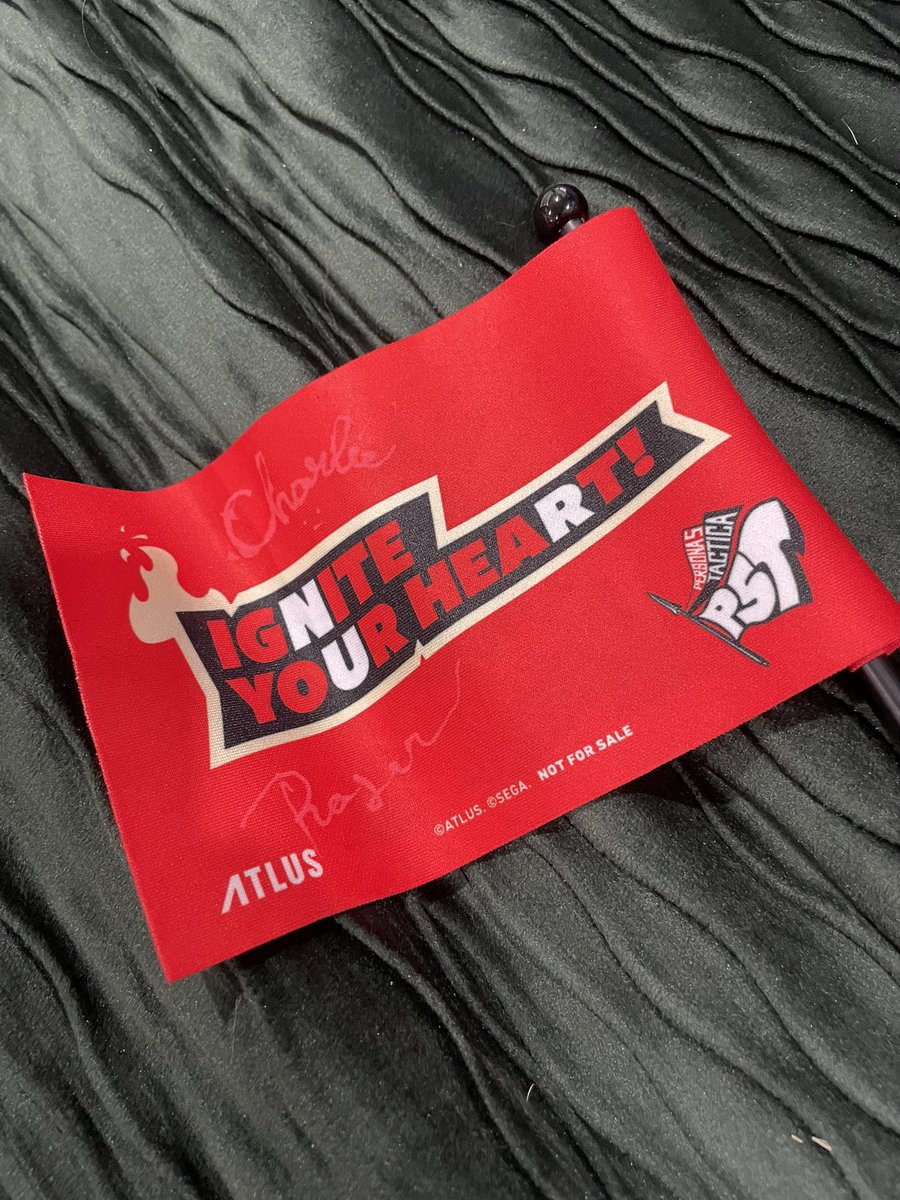 Charlie
IGNITE
YOUR HEART!
PERSONA5
TACTICA
P5T
©ATLUS. ©SEGA. NOT FOR SALE
ATLUS